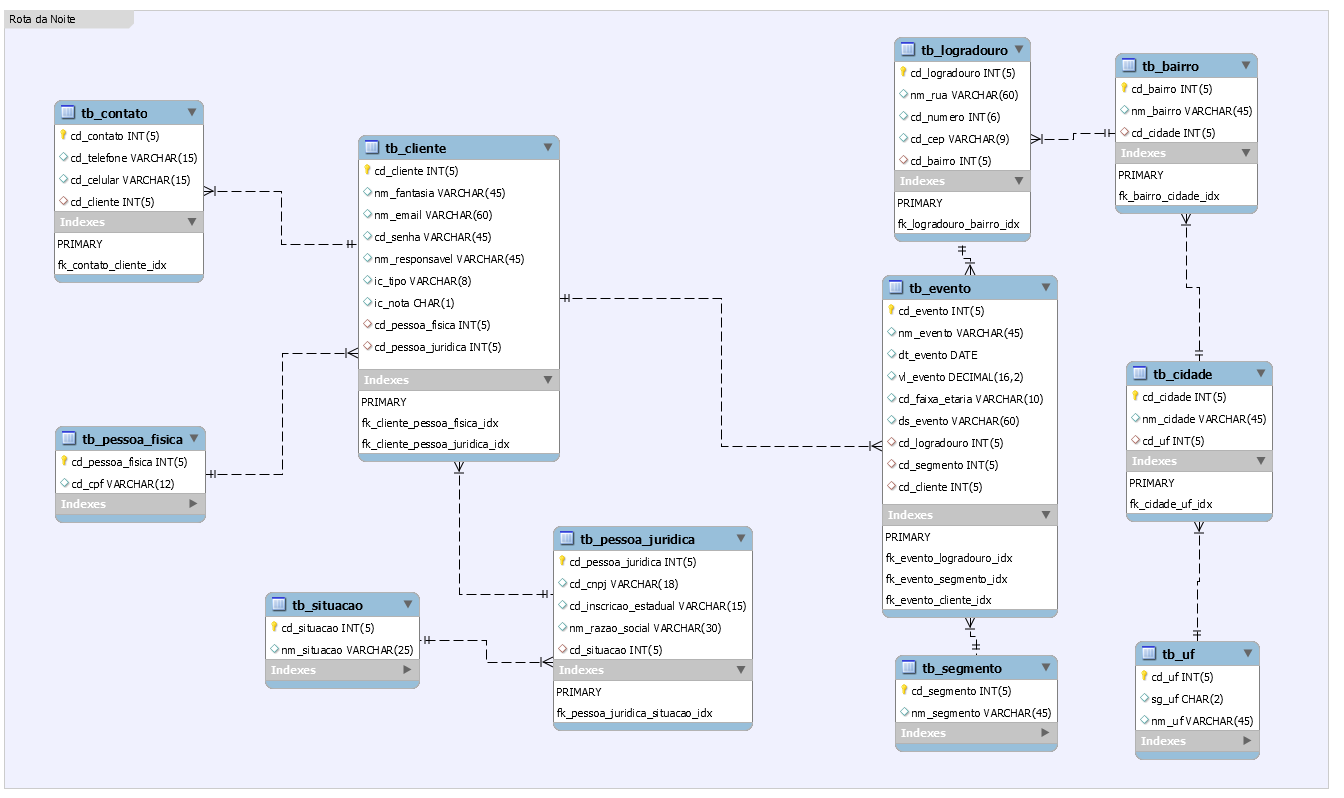 Rota da Noite
tb_contato
cd_contato INT(5)
cd_telefone VARCHAR(15)
cd_celular VARCHAR(15)
cd_cliente INT(5)
Indexes
PRIMARY
fk_contato_cliente_idx
tb_cliente
cd_cliente INT(5)
nm_fantasia VARCHAR(45)
nm_email VARCHAR(60)
cd_senha VARCHAR(45)
nm_responsavel VARCHAR(45)
ic_tipo VARCHAR(8)
ic_nota CHAR(1)
cd_pessoa_fisica INT(5)
cd_pessoa_juridica INT(5)
Indexes
PRIMARY
fk_cliente_pessoa_fisica_idx
fk_cliente_pessoa_juridica_idx
tb_pessoa_fisica
cd_pessoa_fisica INT(5)
cd_cpf VARCHAR(12)
Indexes
tb_situacao
cd_situacao INT(5)
nm_situacao VARCHAR(25)
Indexes
tb_pessoa_juridica
cd_pessoa_juridica INT(5)
cd_cnpj VARCHAR(18)
cd_inscricao_estadual VARCHAR(15)
nm_razao_social VARCHAR(30)
cd_situacao INT(5)
Indexes
PRIMARY
fk_pessoa_juridica_situacao_idx
tb_logradouro
cd_logradouro INT(5)
nm_rua VARCHAR(60)
cd_numero INT(6)
cd_cep VARCHAR(9)
cd_bairro INT(5)
Indexes
PRIMARY
fk_logradouro_bairro_idx
tb_bairro
cd_bairro INT(5)
nm_bairro VARCHAR(45)
cd_cidade INT(5)
Indexes
PRIMARY
fk_bairro_cidade_idx
tb_evento
cd_evento INT(5)
nm_evento VARCHAR(45)
dt_evento DATE
vl_evento DECIMAL(16,2)
cd_faixa_etaria VARCHAR(10)
ds_evento VARCHAR(60)
cd_logradouro INT(5)
cd_segmento INT(5)
cd_cliente INT(5)
Indexes
PRIMARY
fk_evento_logradouro_idx
fk_evento_segmento_idx
fk_evento_cliente_idx
tb_cidade
cd_cidade INT(5)
nm_cidade VARCHAR(45)
cd_uf INT(5)
Indexes
PRIMARY
fk_cidade_uf_idx
tb_segmento
cd_segmento INT(5)
nm_segmento VARCHAR(45)
Indexes
tb_uf
cd_uf INT(5)
sg_uf CHAR(2)
nm_uf VARCHAR(45)
Indexes